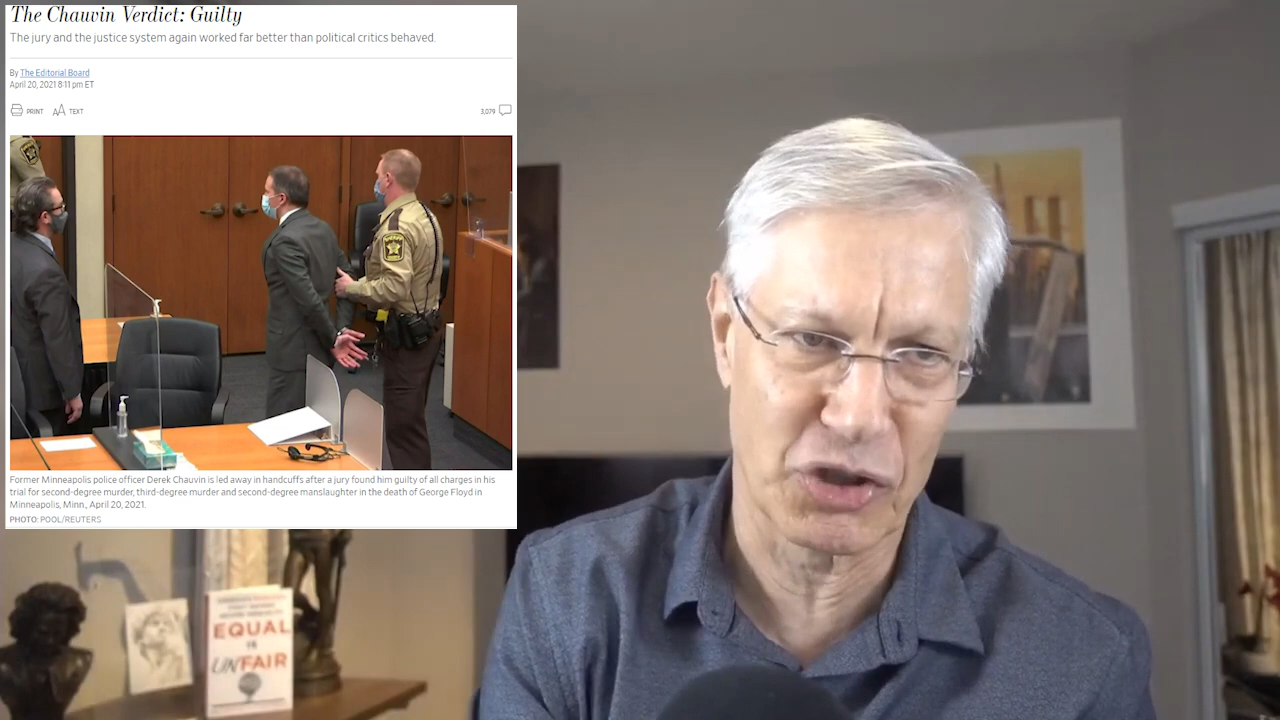 The Chauvin Verdict: Guilty
The jury and the justice system again worked far better than political critics behaved.
By The Editorial Board
April 20, 2021 8:11 pm ET
PRINT
AA TEXT
3,079
SHERIFF
Former Minneapolis police officer Derek Chauvin is led away in handcuffs after a jury found him guilty of all charges in his
trial for second-degree murder, third-degree murder and second-degree manslaughter in the death of George Floyd in
Minneapolis, Minn., April 20, 2021.
PHOTO: POOL/REUTERS
EQUAL
IS
UNFAIR